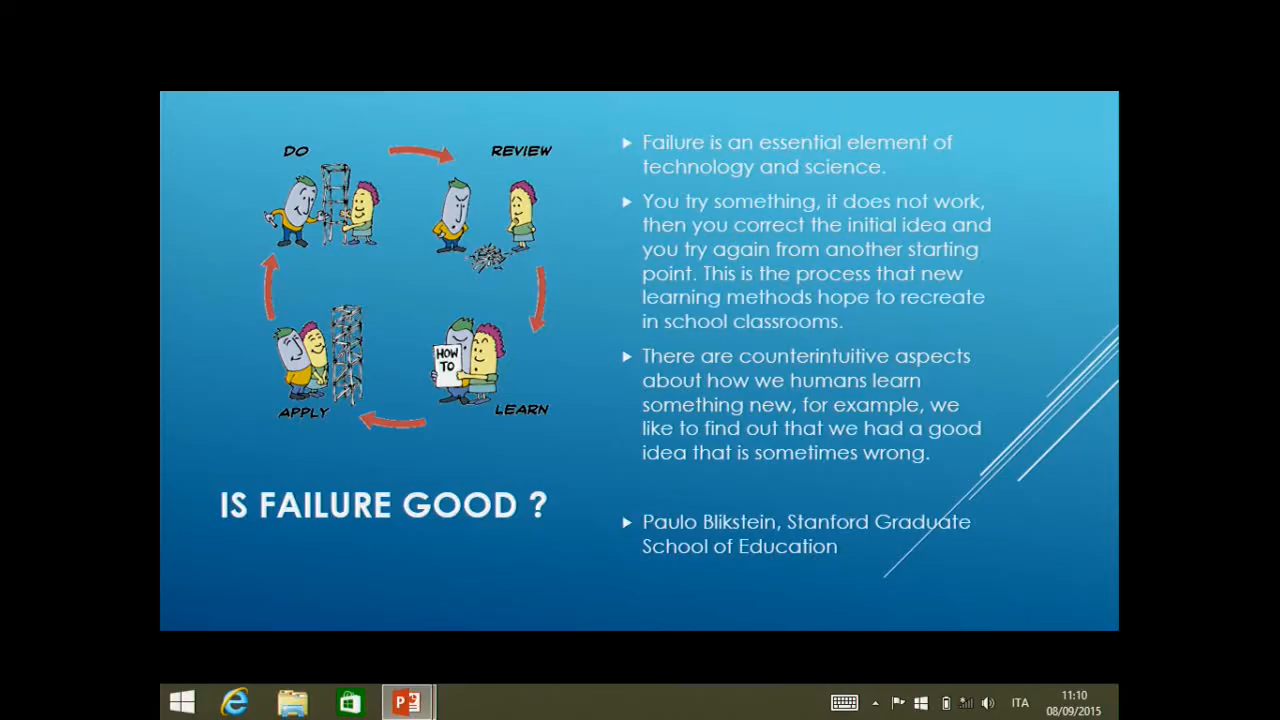 DO
REVIEW
HOW
TO
APPLY
LEARN
IS FAILURE GOOD ?
Failure is an essential element of
technology and science.
You try something, it does not work,
then you correct the initial idea and
you try again from another starting
point. This is the process that new
learning methods hope to recreate
in school classrooms.
There are counterintuitive aspects
about how we humans learn
something new, for example, we
like to find out that we had a good
idea that is sometimes wrong.
Paulo Blikstein, Stanford Graduate
School of Education
ITA
11:10
08/09/2015